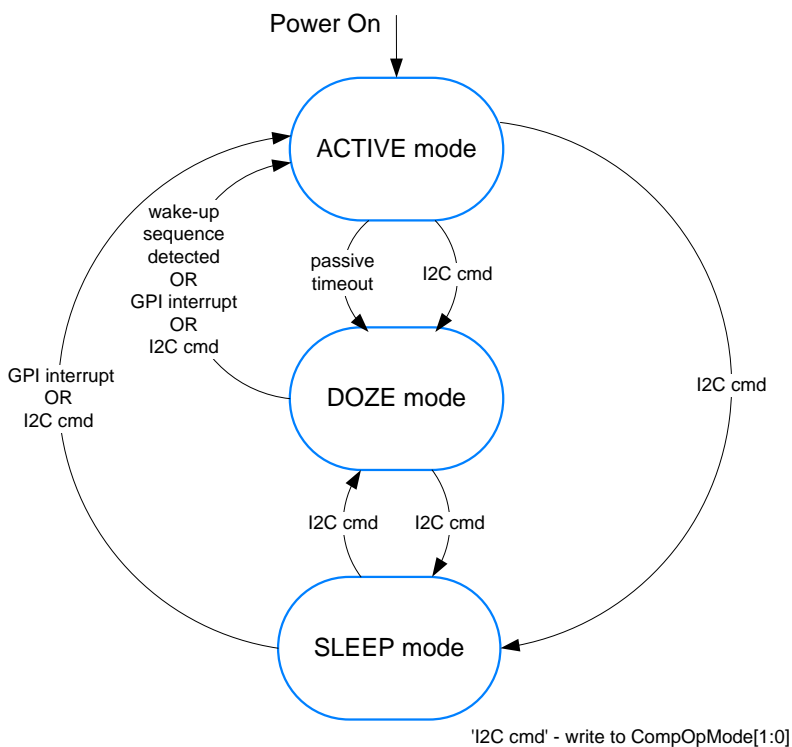 Power On
ACTIVE mode
wake-up
sequence
detected
OR
GPI interrupt
OR
I2C cmd
passive
timeout
I2C cmd
GPI interrupt
OR
I2C cmd
DOZE mode
I2C cmd
I2C cmd
I2C cmd
SLEEP mode
'I2C cmd' - write to CompOpMode[1:0]